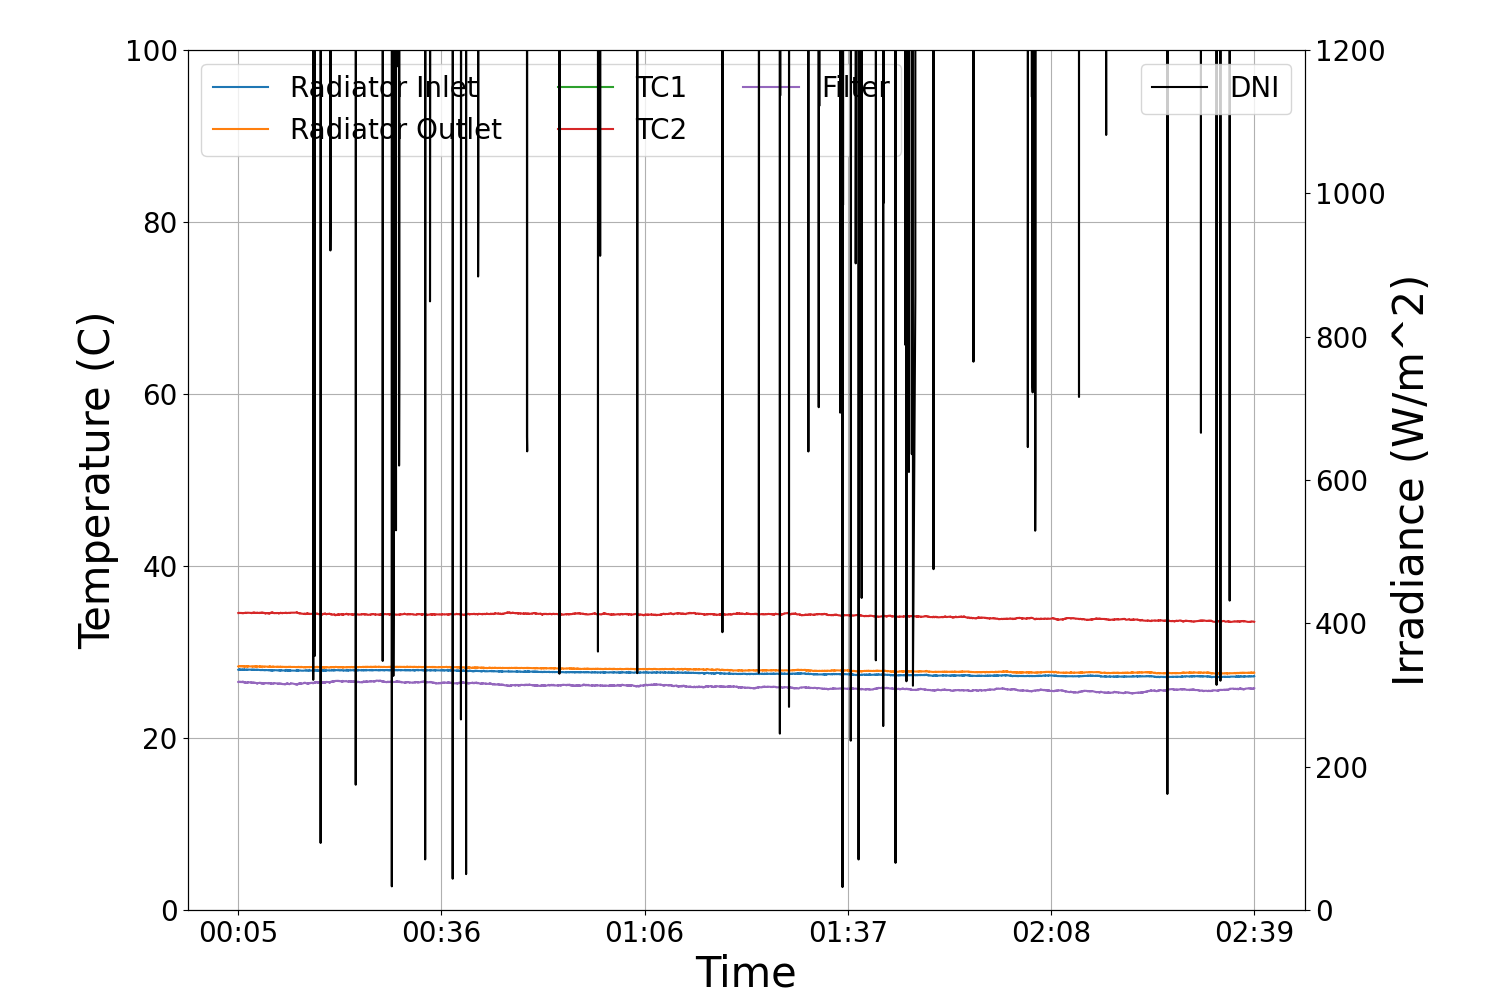 100
80
60
40
20
0
Temperature (C)
Radiator Inlet
Radiator Outlet
TC1
TC2
Filter
DNI
1200
1000
800
600
400
200
0
Irradiance (W/m^2)
00:05
00:36
01:06
01:37
02:08
02:39
Time